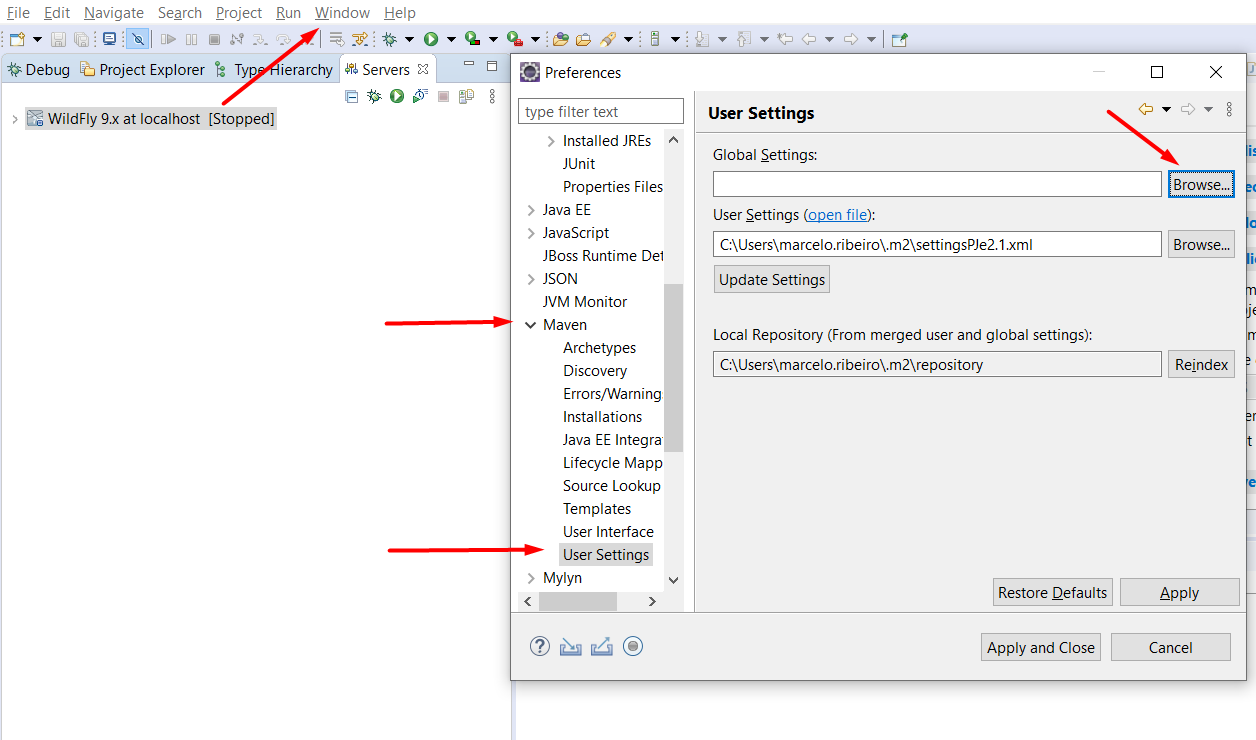 File Edit Navigate Search Project Run Window Help
Debug Project Explorer Type Hierarchy Servers
WildFly 9.x at localhost [Stopped]
Preferences
type filter text
Installed JREs
JUnit
Properties Files
Java EE
JavaScript
JBoss Runtime Det
JSON
JVM Monitor
Maven
Archetypes
Discovery
Errors/Warning
Installations
Java EE Integra
Lifecycle Mapp
Source Lookup
Templates
User Interface
User Settings
Mylyn
User Settings
Global Settings:
Browse...
User Settings (open file):
C:\Users\marcelo.ribeiro\.m2\settingsPJe2.1.xml
Browse...
Update Settings
Local Repository (From merged user and global settings):
C:\Users\marcelo.ribeiro\.m2\repository
Reindex
Restore Defaults
Apply
Apply and Close
Cancel